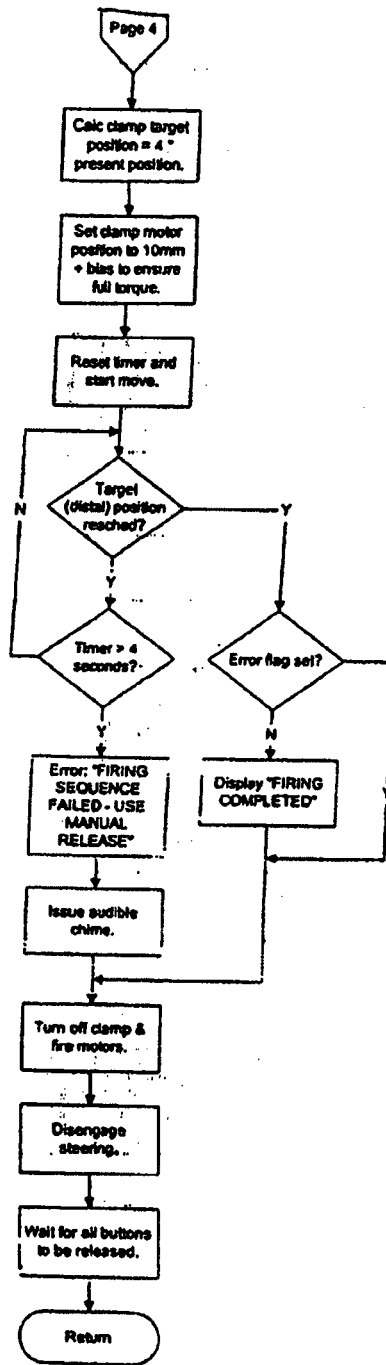 Page 4
Calc clamp target
position = 4 *
present position.
Set clamp motor
position to 10mm
+ bias to ensure
full torque.
Reset timer and
start move.
N
Target
(distal) position
reached?
Y
Y
Timer > 4
seconds?
Error flag set?
Y
N
Error: "FIRING
SEQUENCE
FAILED - USE
MANUAL
RELEASE"
Display "FIRING
COMPLETED"
Y
Issue audible
chime.
Turn off clamp &
fire motors.
Disengage
steering.
Wait for all buttons
to be released.
Return